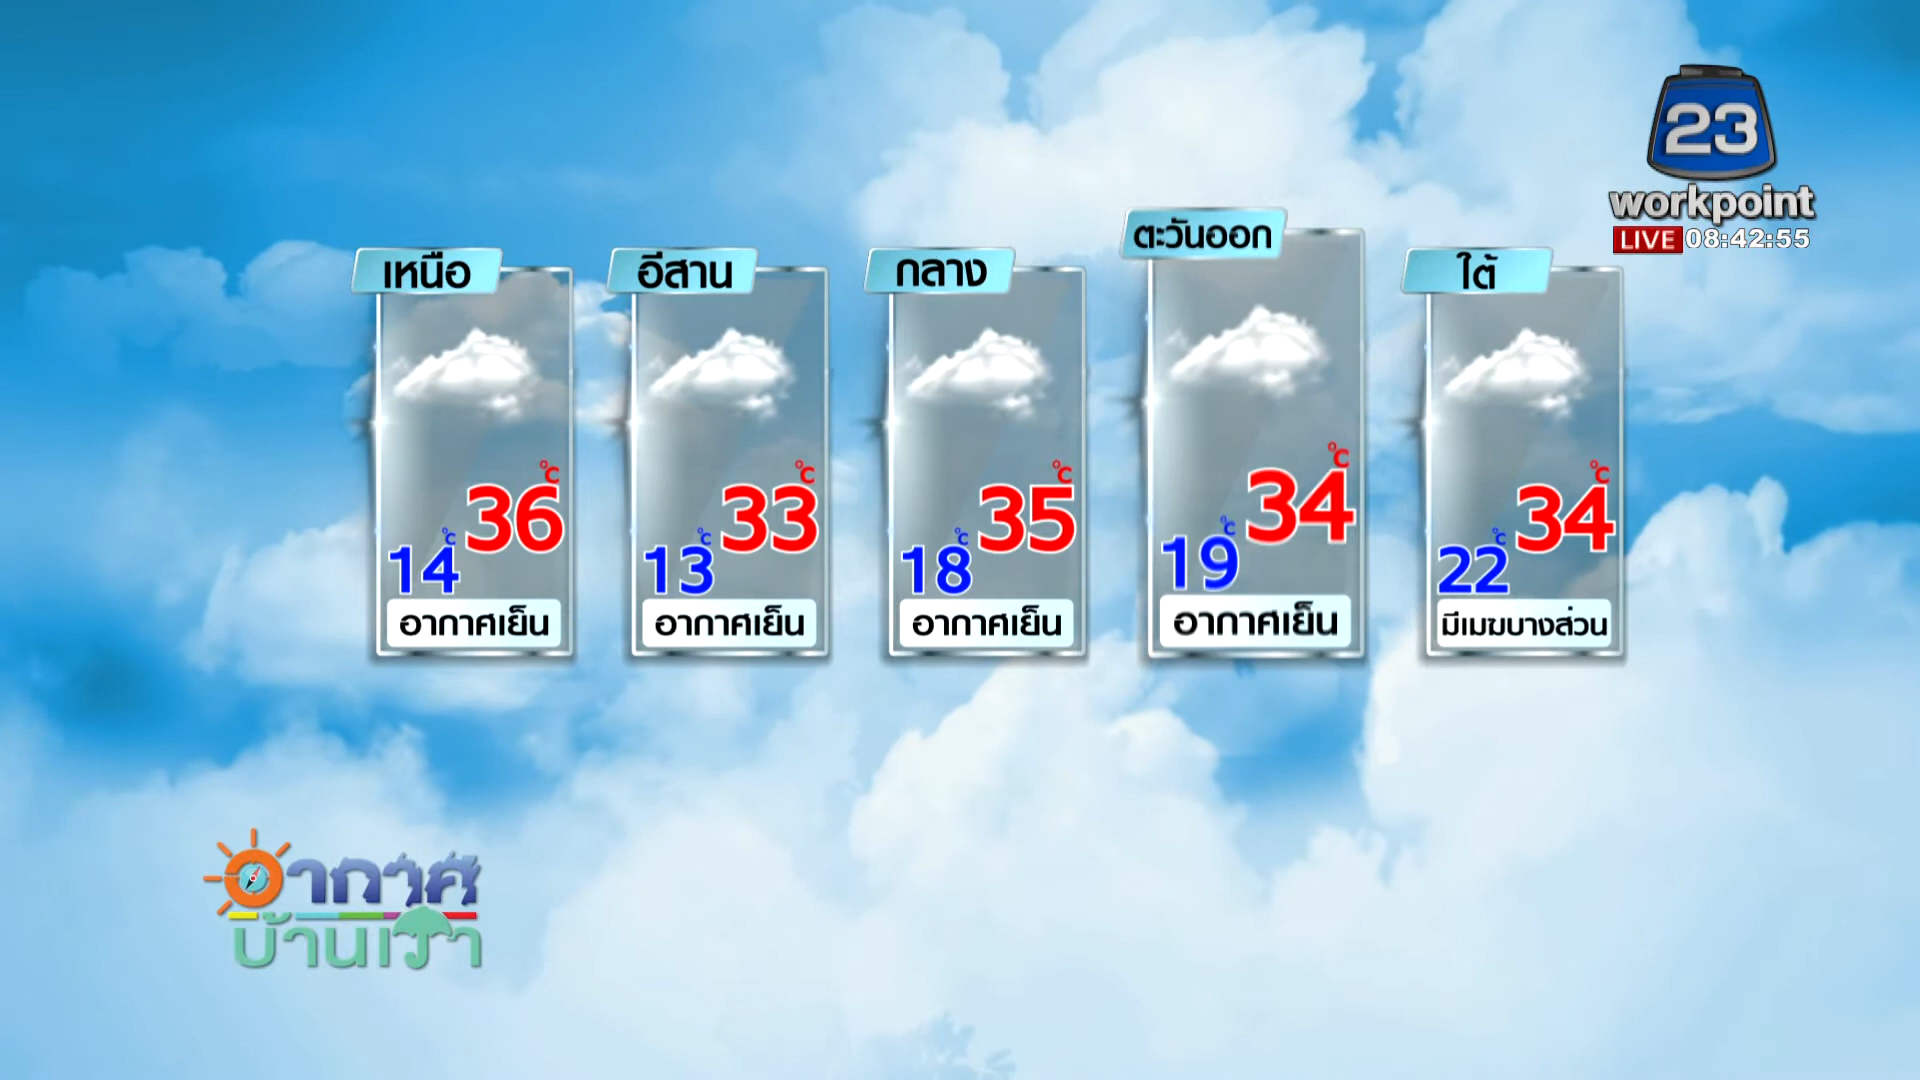 23
workpoint
LIVE 08:42:55
เหนือ
36°C
14°C
อากาศเย็น
อีสาน
33°C
13°C
อากาศเย็น
กลาง
35°C
18°C
อากาศเย็น
ตะวันออก
34°C
19°C
อากาศเย็น
ใต้
34°C
22°C
มีเมฆบางส่วน
อากาศ
บ้านเรา